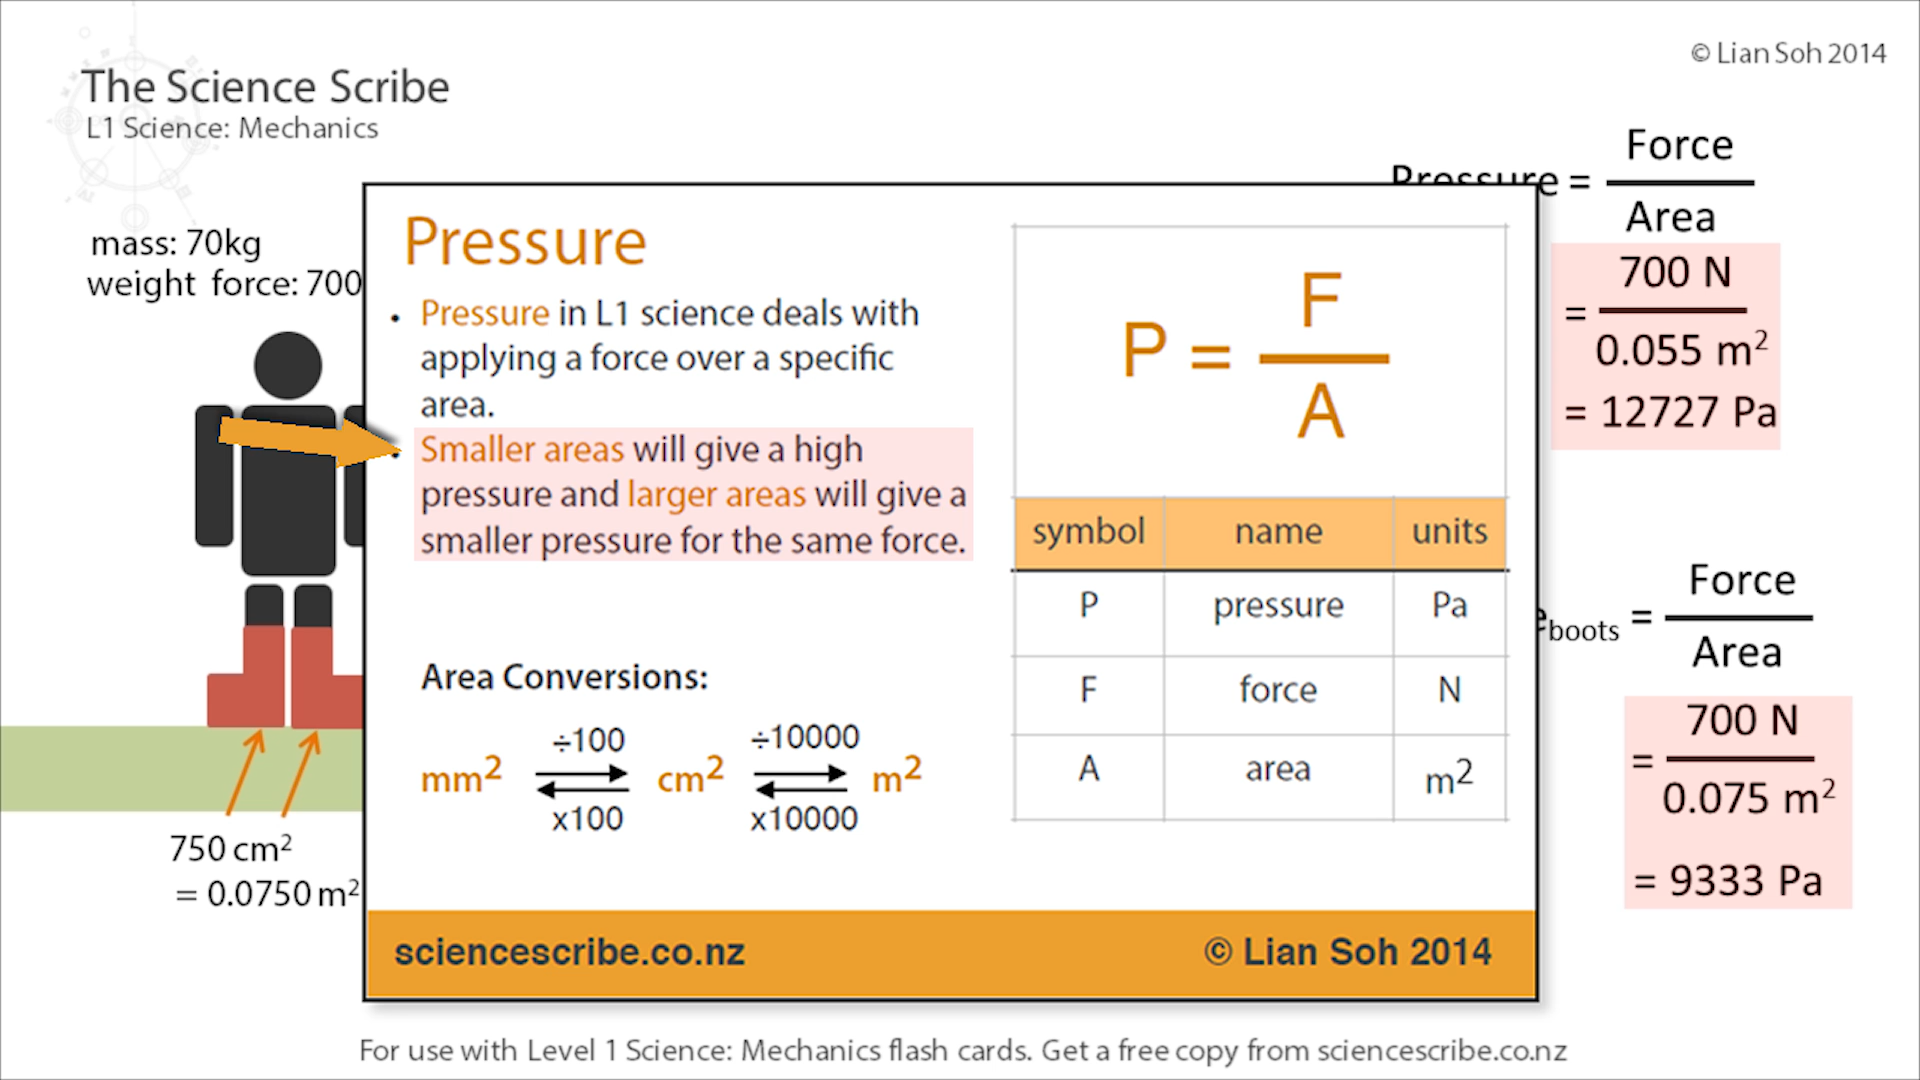 © Lian Soh 2014
The Science Scribe
L1 Science: Mechanics
mass: 70kg
weight force: 700
750 cm²
= 0.0750 m²
Pressure
• Pressure in L1 science deals with
applying a force over a specific
area.
• Smaller areas will give a high
pressure and larger areas will give a
smaller pressure for the same force.
Area Conversions:
÷100 ÷10000
mm² cm² m²
x100 x10000
P = F
A
symbol name units
P pressure Pa
F force N
A area m²
sciencescribe.co.nz © Lian Soh 2014
Force
Pressure =
Area
700 N
=
0.055 m²
= 12727 Pa
Force
boots =
Area
700 N
=
0.075 m²
= 9333 Pa
For use with Level 1 Science: Mechanics flash cards. Get a free copy from sciencescribe.co.nz